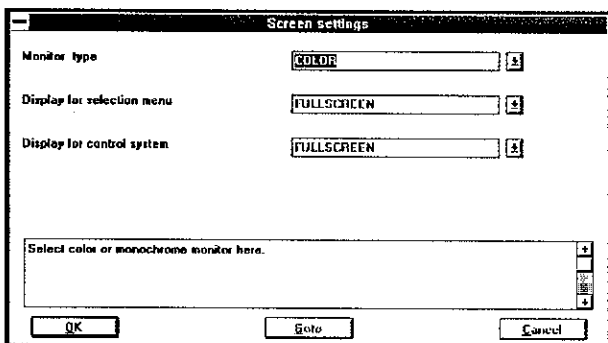 Screen settings
Monitor type
COLOR
Display for selection menu
FULLSCREEN
Display for control system
FULLSCREEN
Select color or monochrome monitor here.
OK
Goto
Cancel